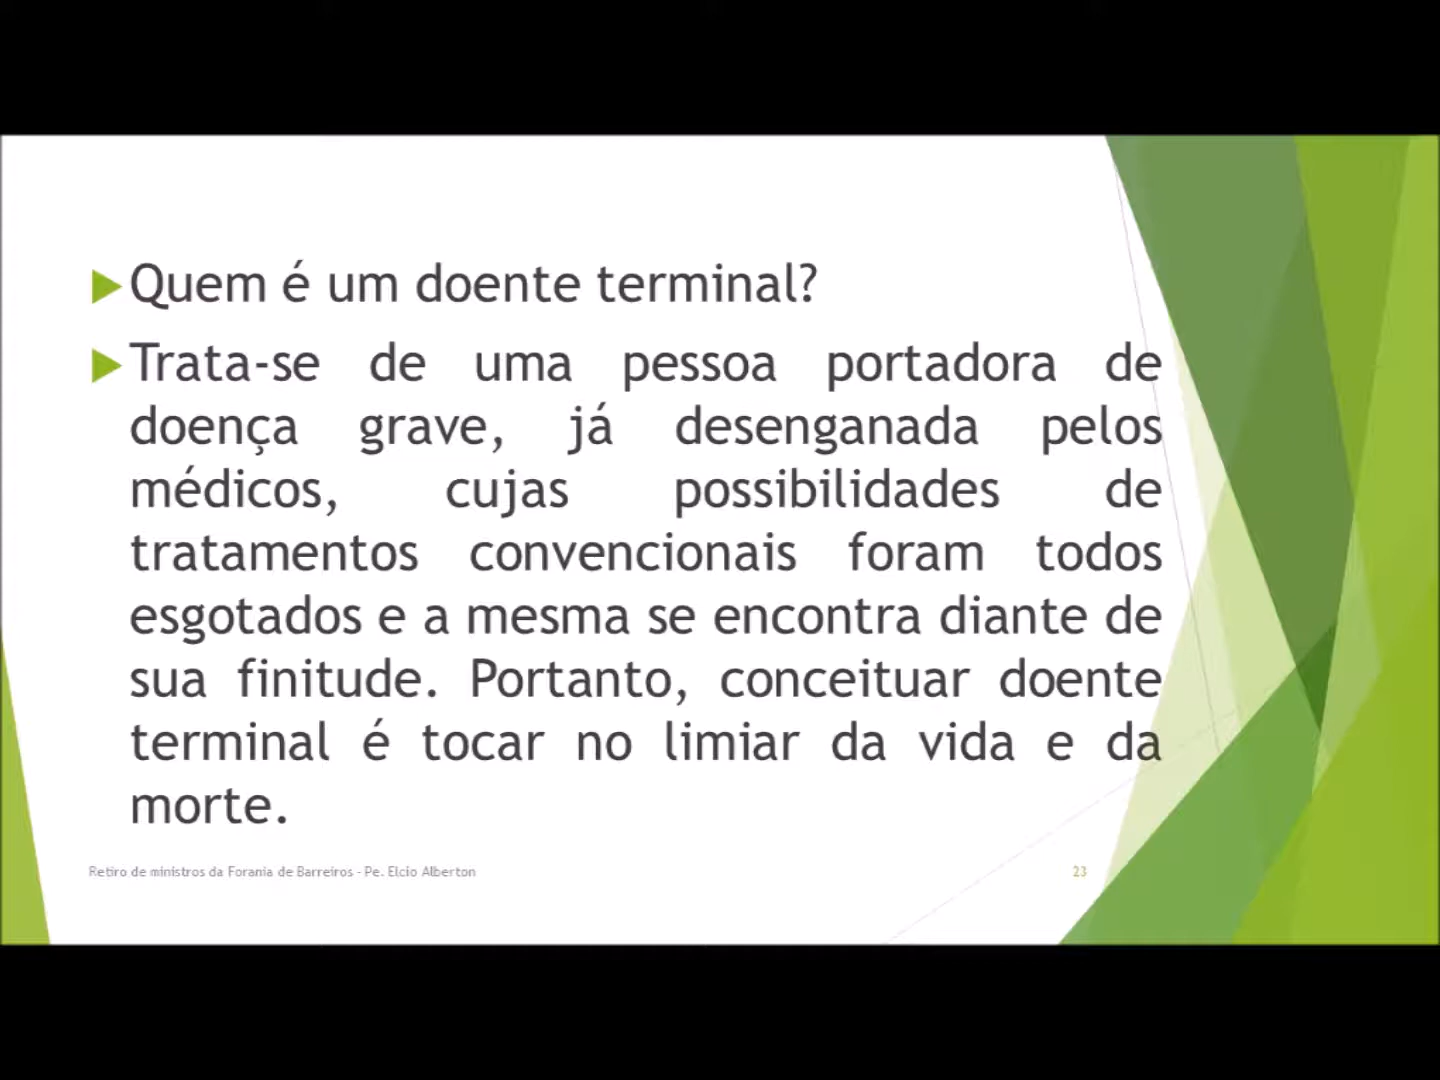 Quem é um doente terminal?
Trata-se de uma pessoa portadora de
doença grave, já desenganada pelos
médicos, cujas possibilidades de
tratamentos convencionais foram todos
esgotados e a mesma se encontra diante de
sua finitude. Portanto, conceituar doente
terminal é tocar no limiar da vida e da
morte.
Retiro de ministros da Forania de Barreiros - Pe. Elcio Alberton
23